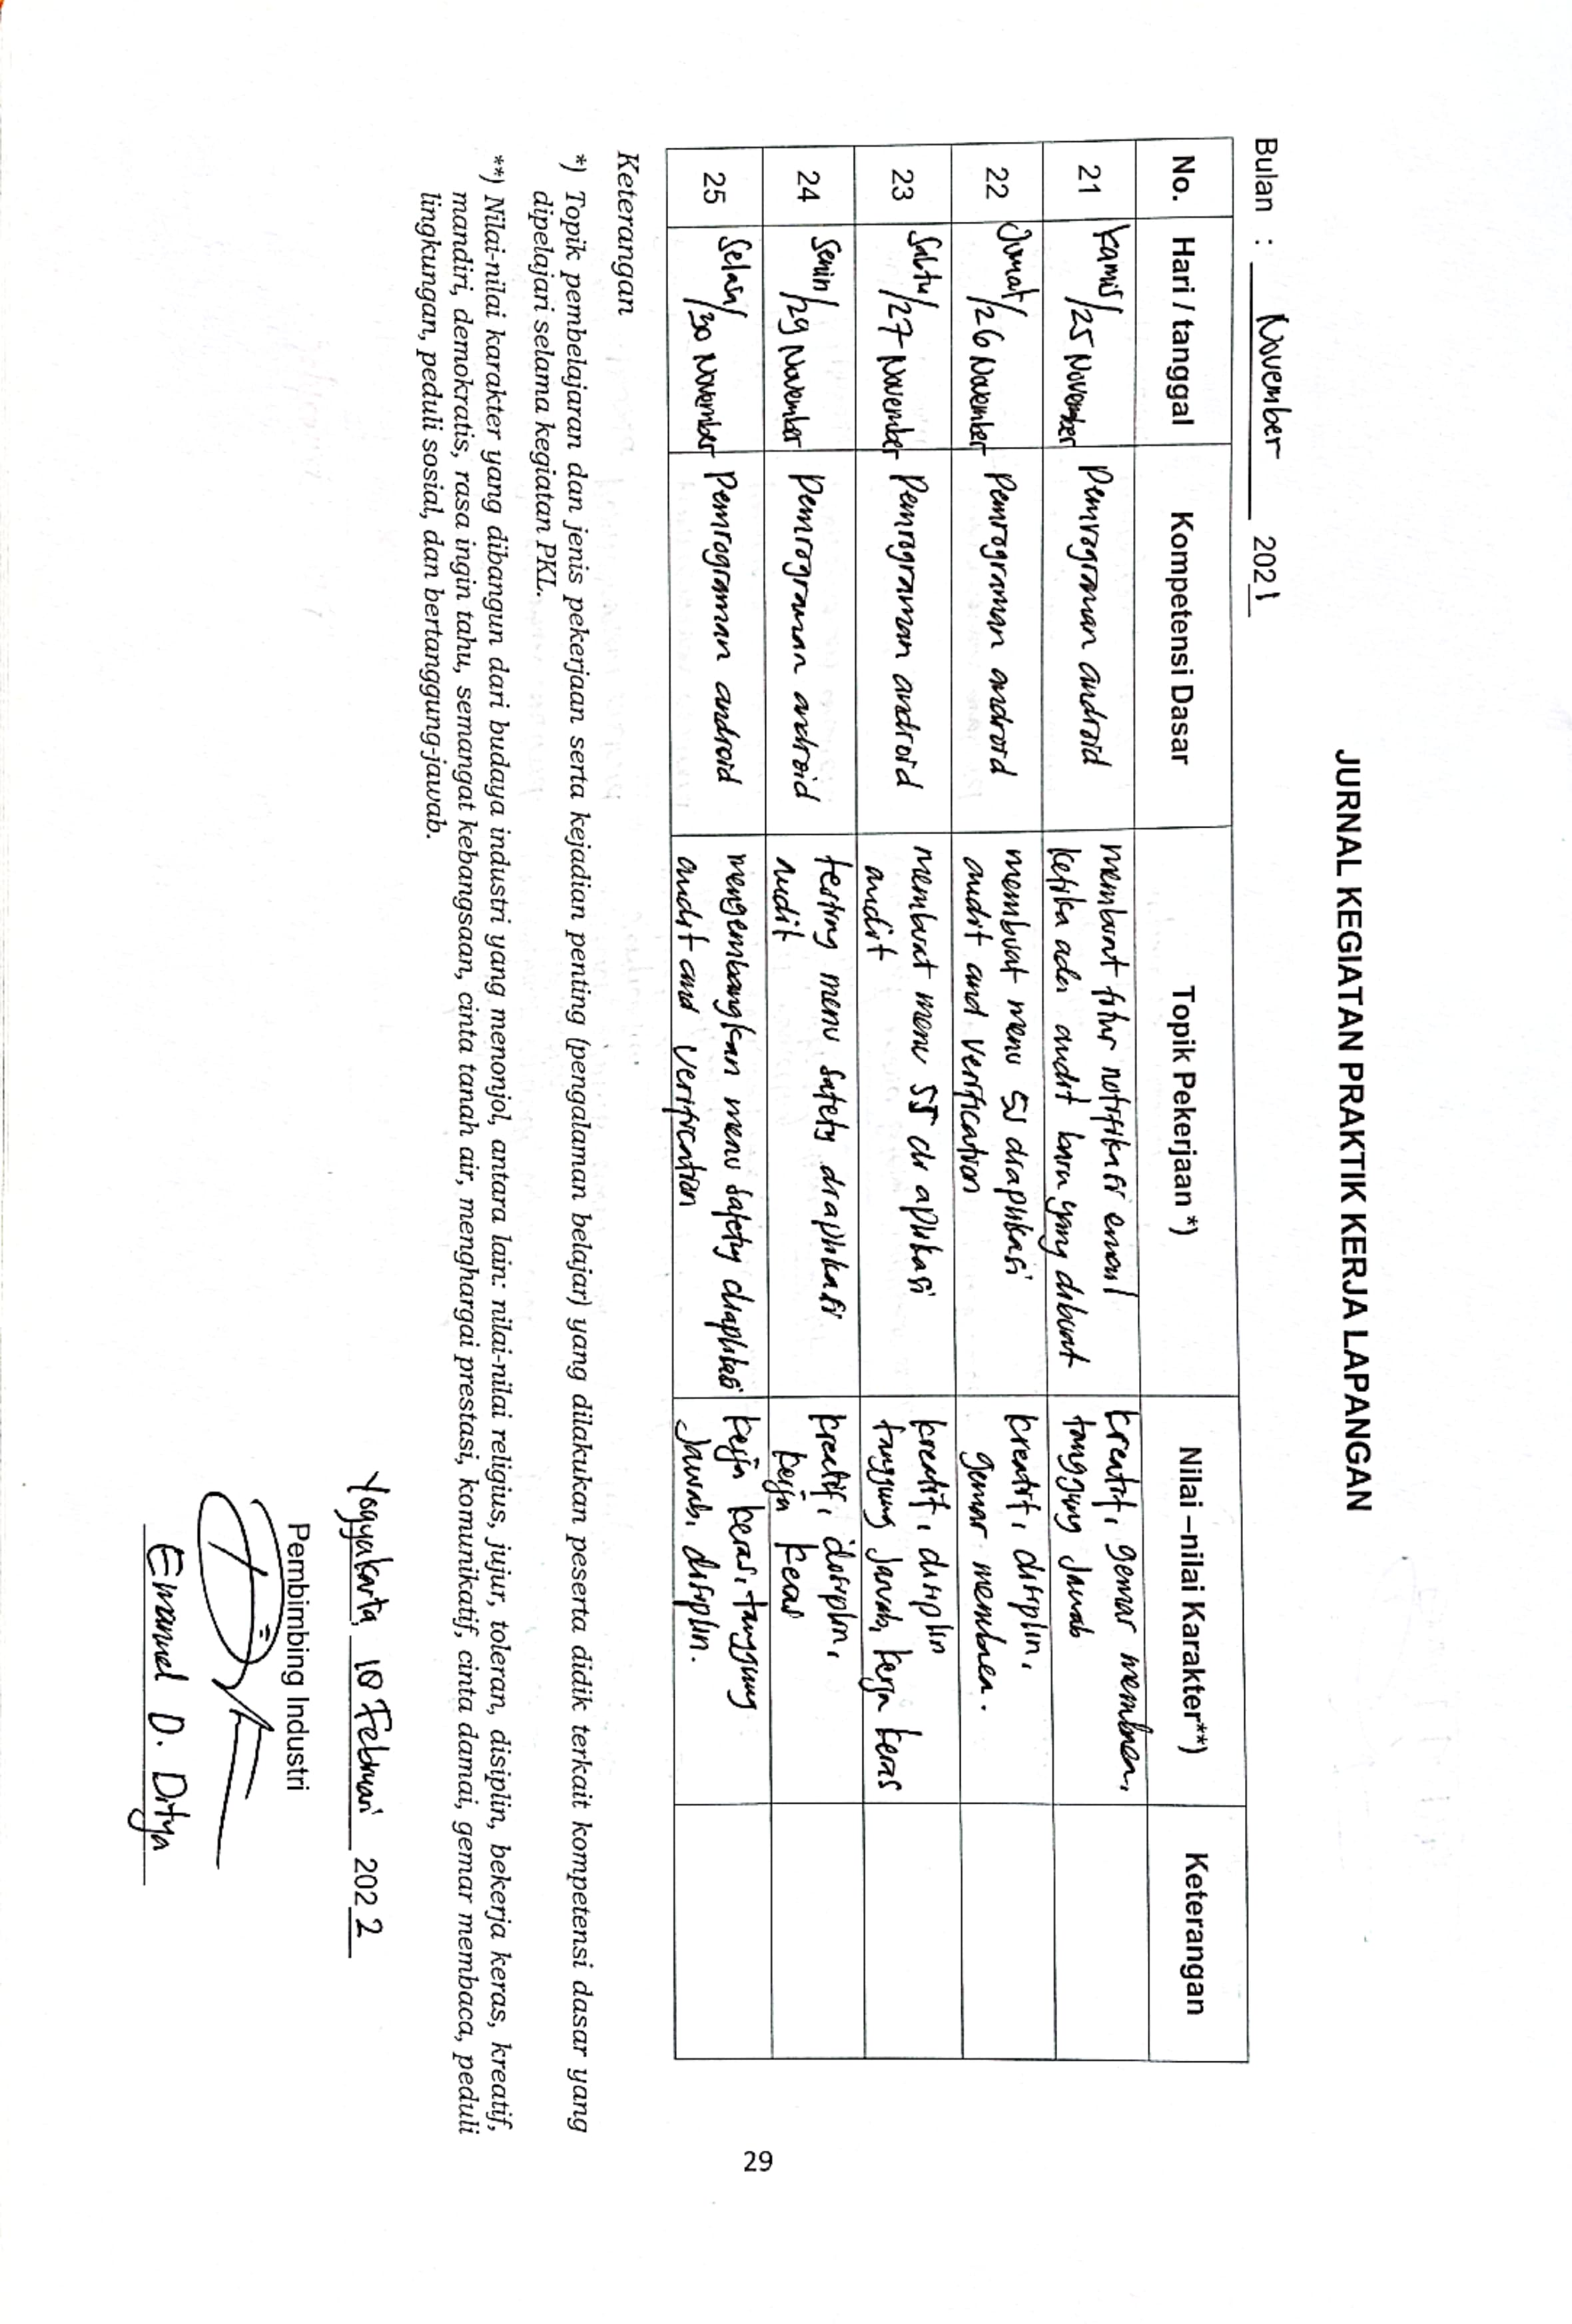 JURNAL KEGIATAN PRAKTIK KERJA LAPANGAN
Bulan : November 2021
No. Hari / tanggal Kompetensi Dasar Topik Pekerjaan *) Nilai –nilai Karakter**) Keterangan
21 Kamis/25 November Pemrograman android membuat fitur notifikasi email kreatif, gemar membaca,
ketika ada audit baru yang dibuat tanggung jawab
22 Jumat/26 November Pemrograman android membuat menu 5S diaplikasi kreatif, disiplin,
audit and verification gemar membaca.
23 Sabtu/27 November Pemrograman android membuat menu 5S di aplikasi kreatif, disiplin
audit tanggung jawab, kerja keras
24 Senin/29 November Pemrograman android testing menu safety diaplikasi kreatif, disiplin,
audit kerja keras
25 Selasa/30 November Pemrograman android mengembangkan menu safety diaplikasi kerja keras, tanggung
audit and verification jawab, disiplin.
Keterangan
*) Topik pembelajaran dan jenis pekerjaan serta kejadian penting (pengalaman belajar) yang dilakukan peserta didik terkait kompetensi dasar yang
dipelajari selama kegiatan PKL.
**) Nilai-nilai karakter yang dibangun dari budaya industri yang menonjol, antara lain: nilai-nilai religius, jujur, toleran, disiplin, bekerja keras, kreatif,
mandiri, demokratis, rasa ingin tahu, semangat kebangsaan, cinta tanah air, menghargai prestasi, komunikatif, cinta damai, gemar membaca, peduli
lingkungan, peduli sosial, dan bertanggung-jawab.
Yogyakarta, 10 Februari 2022
Pembimbing Industri
Emanuel D. Ditya
29